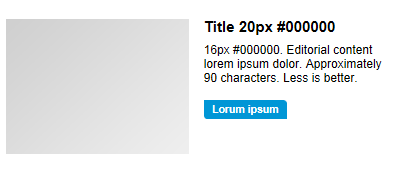 Title 20px #000000
16px #000000. Editorial content
lorem ipsum dolor. Approximately
90 characters. Less is better.
Lorum ipsum